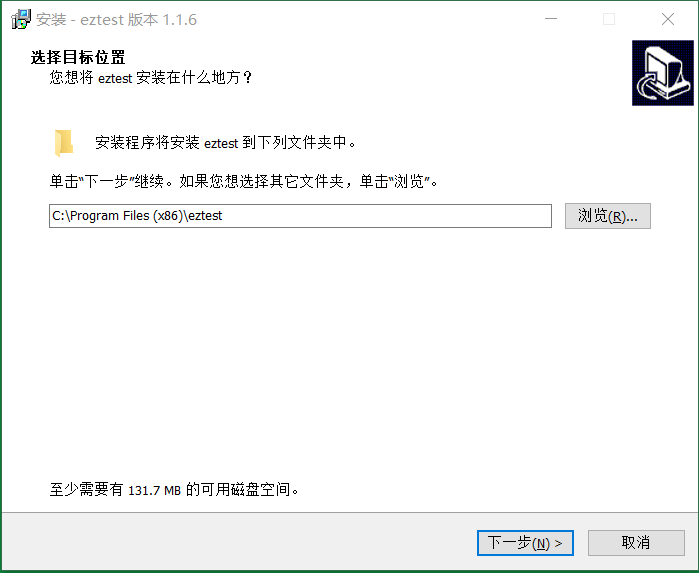 安装 - eztest 版本 1.1.6
选择目标位置
您想将 eztest 安装在什么地方？
安装程序将安装 eztest 到下列文件夹中。
单击“下一步”继续。如果您想选择其它文件夹，单击“浏览”。
C:\Program Files (x86)\eztest
浏览(R)...
至少需要有 131.7 MB 的可用磁盘空间。
下一步(N) >
取消